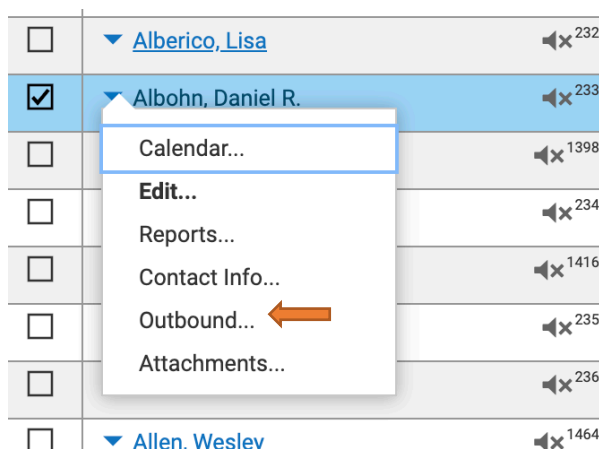 Alberico, Lisa 232
Albohn, Daniel R. 233
Calendar...
1398
Edit...
234
Reports...
Contact Info...
1416
Outbound...
235
Attachments...
236
Allen, Wesley 1464